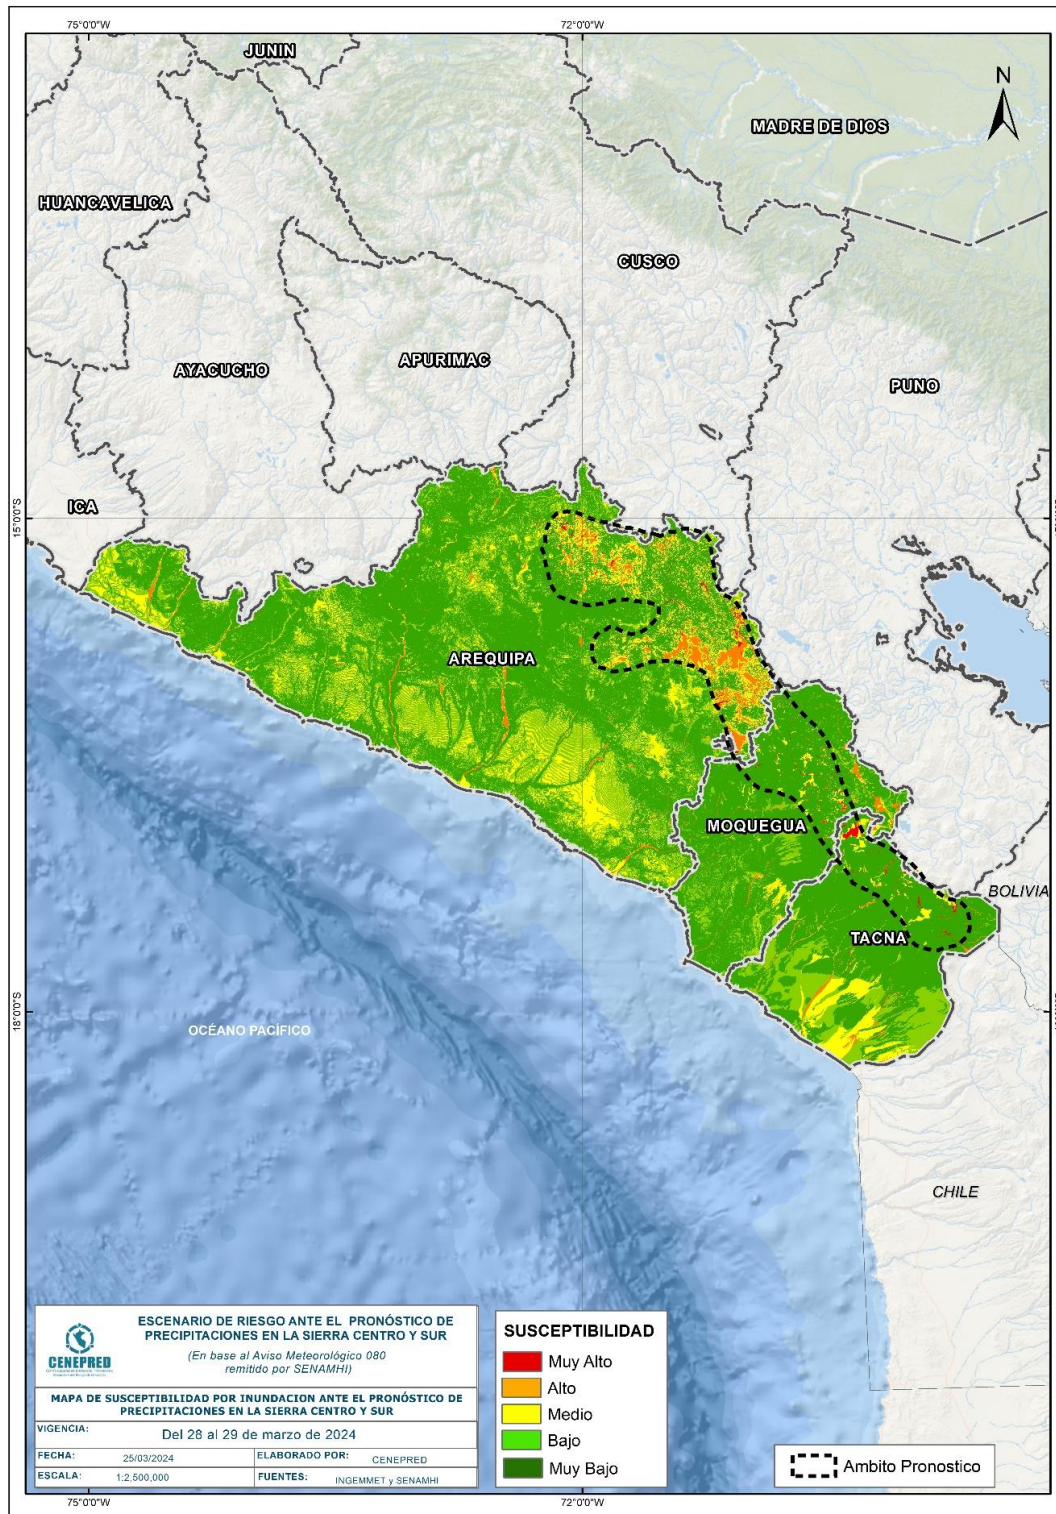 75°0'0"W
72°0'0"W
JUNIN
N
MADRE DE DIOS
HUANCAVELICA
CUSCO
AYACUCHO
APURIMAC
PUNO
ICA
15°0'0"S
AREQUIPA
MOQUEGUA
BOLIVIA
TACNA
18°0'0"S
OCÉANO PACÍFICO
CHILE
CENEPRED
ESCENARIO DE RIESGO ANTE EL PRONÓSTICO DE
PRECIPITACIONES EN LA SIERRA CENTRO Y SUR
(En base al Aviso Meteorológico 080
remitido por SENAMHI)
MAPA DE SUSCEPTIBILIDAD POR INUNDACION ANTE EL PRONÓSTICO DE
PRECIPITACIONES EN LA SIERRA CENTRO Y SUR
VIGENCIA: Del 28 al 29 de marzo de 2024
FECHA: 25/03/2024 ELABORADO POR: CENEPRED
ESCALA: 1:2,500,000 FUENTES: INGEMMET y SENAMHI
SUSCEPTIBILIDAD
Muy Alto
Alto
Medio
Bajo
Muy Bajo
Ambito Pronostico
75°0'0"W
72°0'0"W